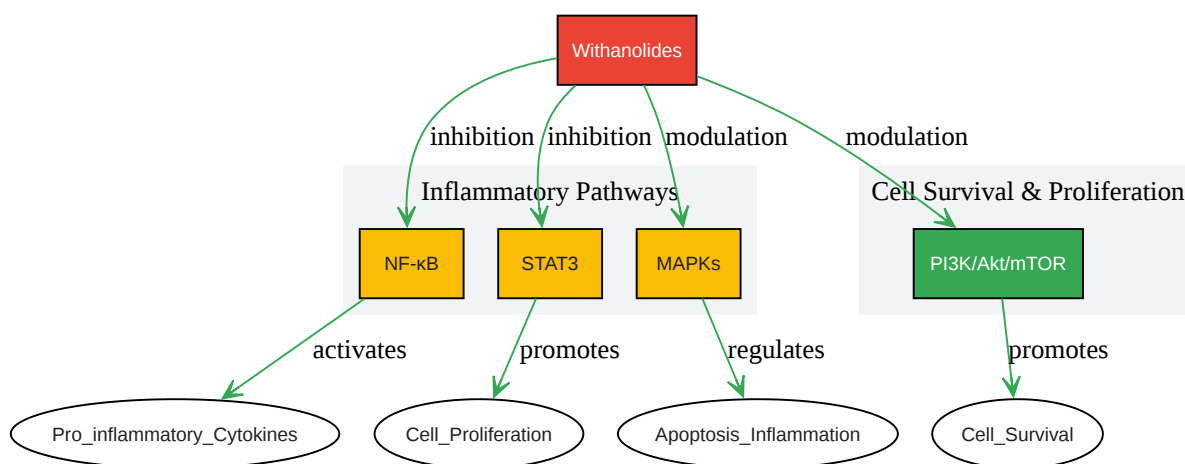 Withanolides
inhibition inhibition modulation modulation
Inflammatory Pathways Cell Survival & Proliferation
NF-κB STAT3 MAPKs PI3K/Akt/mTOR
activates promotes regulates promotes
Pro_inflammatory_Cytokines Cell_Proliferation Apoptosis_Inflammation Cell_Survival